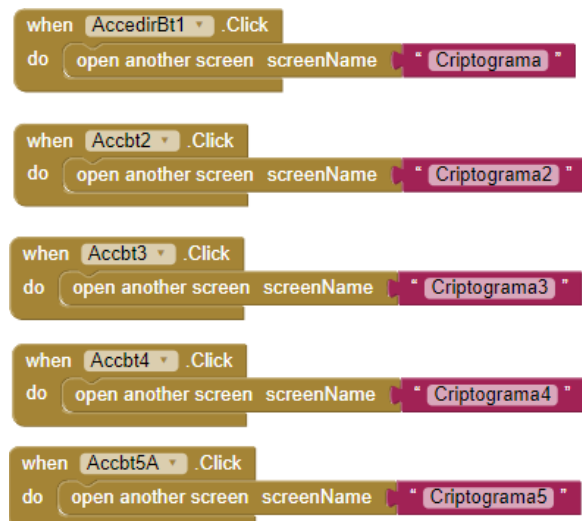 when AccedirBt1 .Click
do open another screen screenName " Criptograma "
when Accbt2 .Click
do open another screen screenName " Criptograma2 "
when Accbt3 .Click
do open another screen screenName " Criptograma3 "
when Accbt4 .Click
do open another screen screenName " Criptograma4 "
when Accbt5A .Click
do open another screen screenName " Criptograma5 "